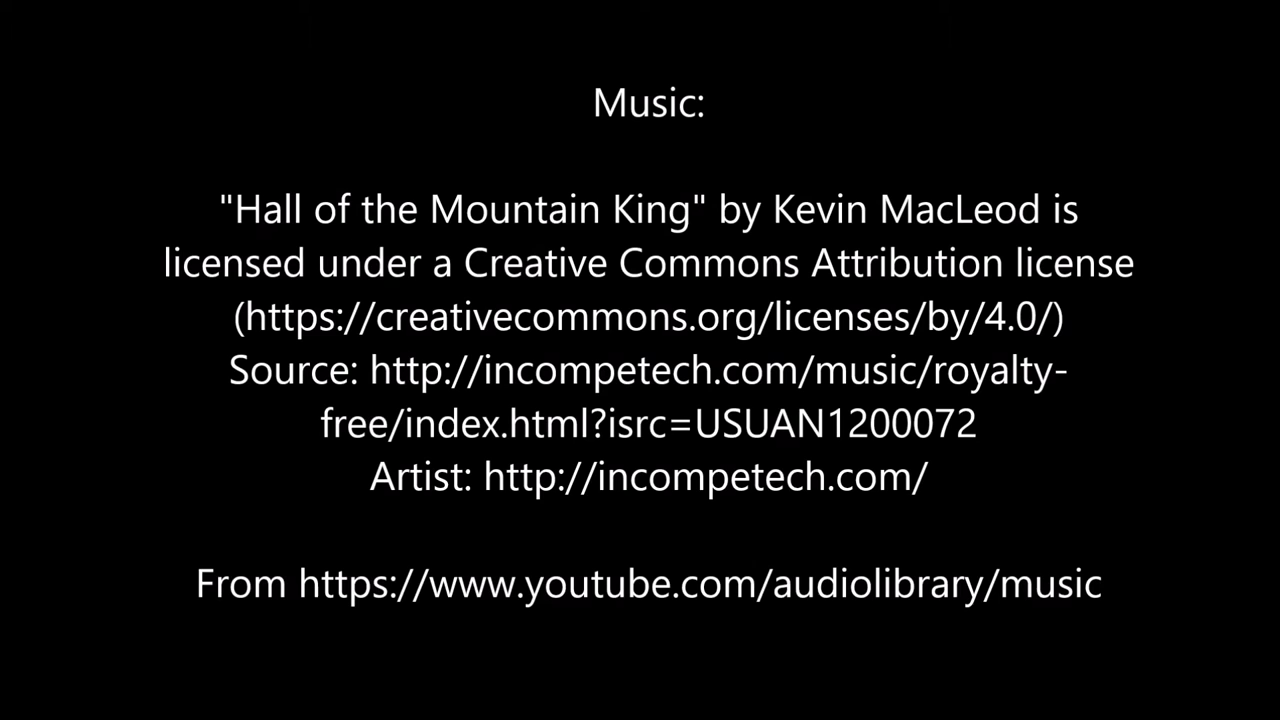 Music:
"Hall of the Mountain King" by Kevin MacLeod is
licensed under a Creative Commons Attribution license
(https://creativecommons.org/licenses/by/4.0/)
Source: http://incompetech.com/music/royalty-
free/index.html?isrc=USUAN1200072
Artist: http://incompetech.com/
From https://www.youtube.com/audiolibrary/music